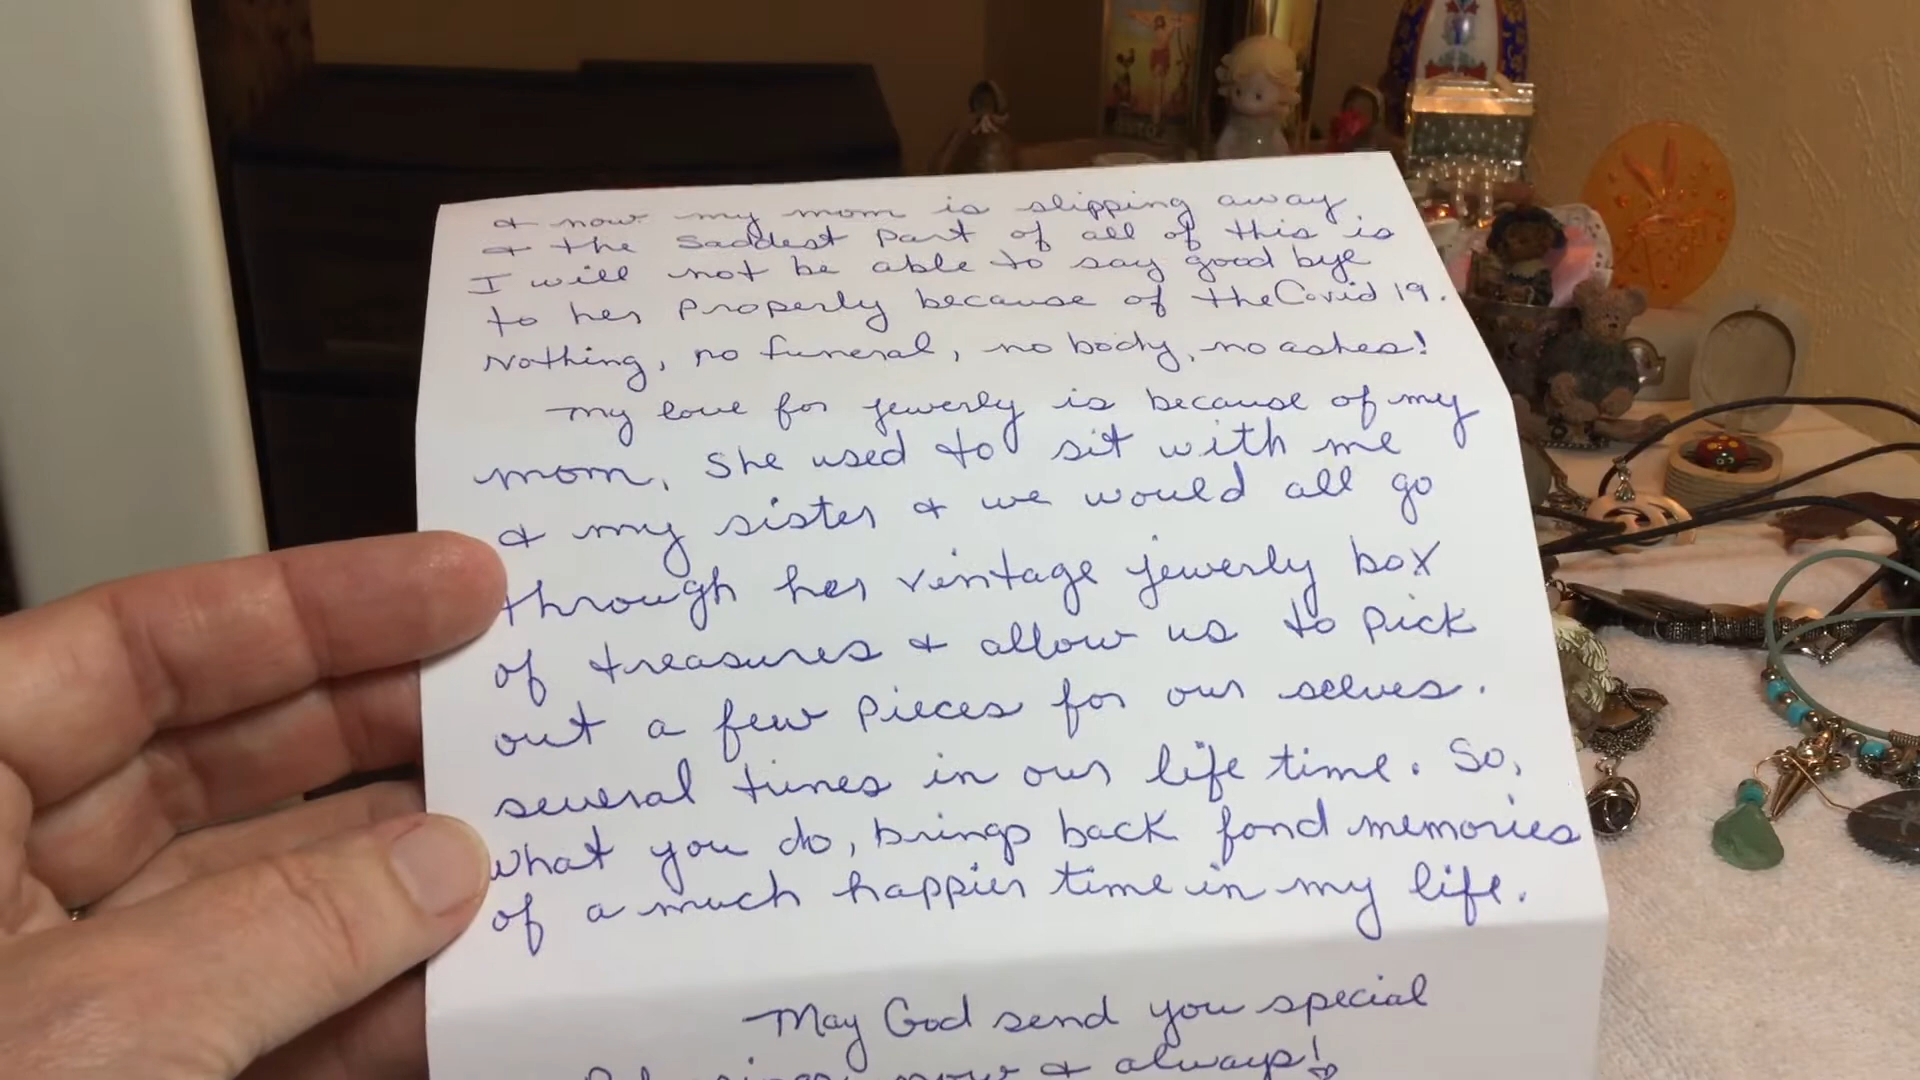 & now my mom is slipping away,
& the saddest part of all of this is
I will not be able to say good bye
to her properly because of the Covid 19.
Nothing, no funeral, no body, no ashes!
My love for jewerly is because of my
mom. She used to sit with me
& my sister & we would all go
through her vintage jewerly box
of treasures & allow us to pick
out a few pieces for our selves.
several times in our life time. So,
what you do, brings back fond memories
of a much happier time in my life.
May God send you special
Blessings now & always!